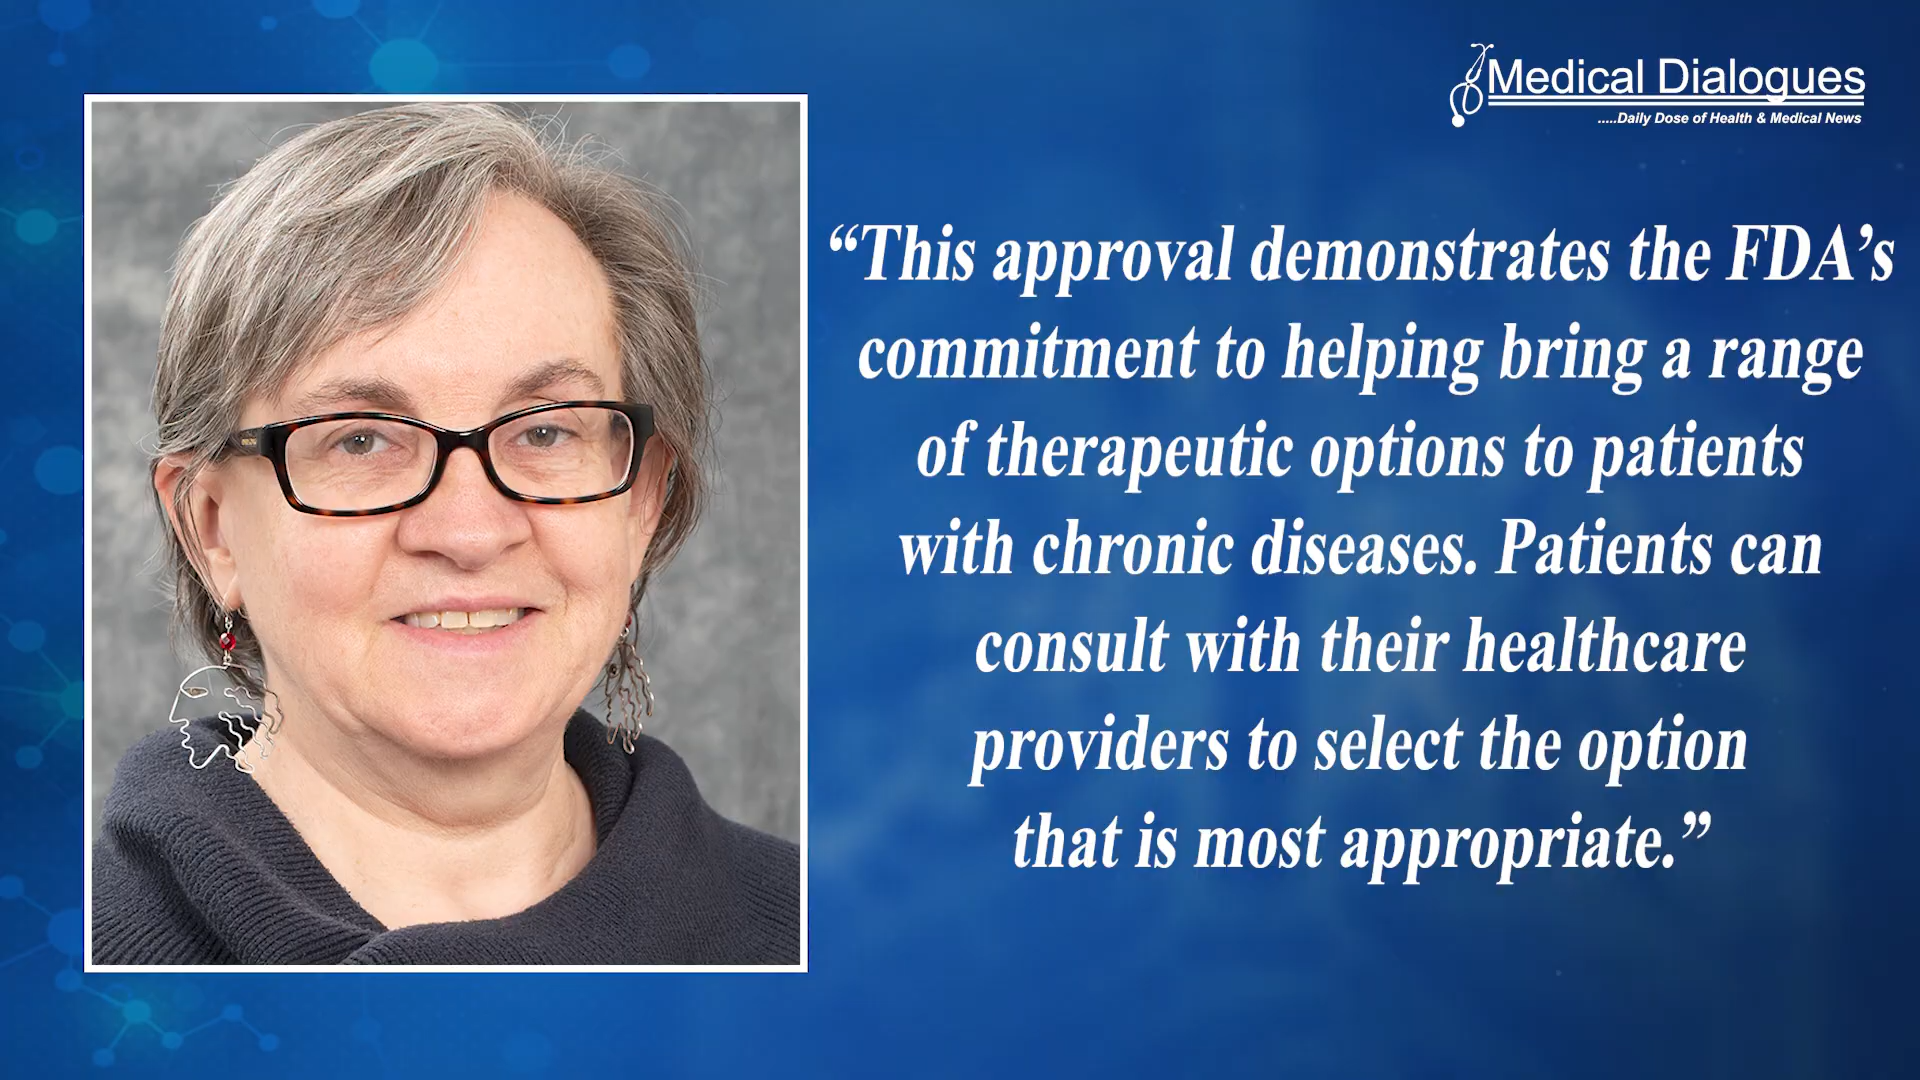 Medical Dialogues
.....Daily Dose of Health & Medical News
“This approval demonstrates the FDA’s
commitment to helping bring a range
of therapeutic options to patients
with chronic diseases. Patients can
consult with their healthcare
providers to select the option
that is most appropriate.”